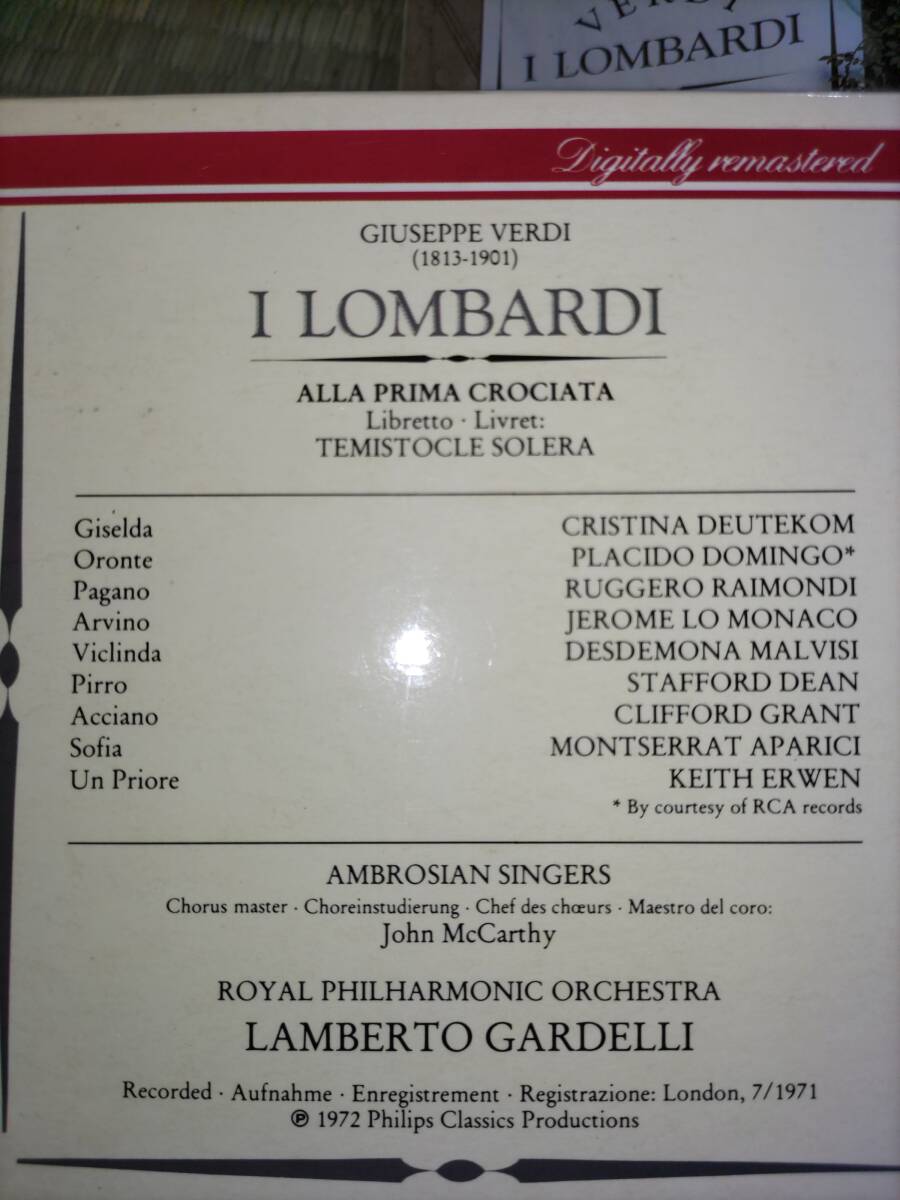 VERDI
I LOMBARDI
Digitally remastered
GIUSEPPE VERDI
(1813-1901)
I LOMBARDI
ALLA PRIMA CROCIATA
Libretto · Livret:
TEMISTOCLE SOLERA
Giselda CRISTINA DEUTEKOM
Oronte PLACIDO DOMINGO*
Pagano RUGGERO RAIMONDI
Arvino JEROME LO MONACO
Viclinda DESDEMONA MALVISI
Pirro STAFFORD DEAN
Acciano CLIFFORD GRANT
Sofia MONTSERRAT APARICI
Un Priore KEITH ERWEN
* By courtesy of RCA records
AMBROSIAN SINGERS
Chorus master · Choreinstudierung · Chef des chœurs · Maestro del coro:
John McCarthy
ROYAL PHILHARMONIC ORCHESTRA
LAMBERTO GARDELLI
Recorded · Aufnahme · Enregistrement · Registrazione: London, 7/1971
℗ 1972 Philips Classics Productions